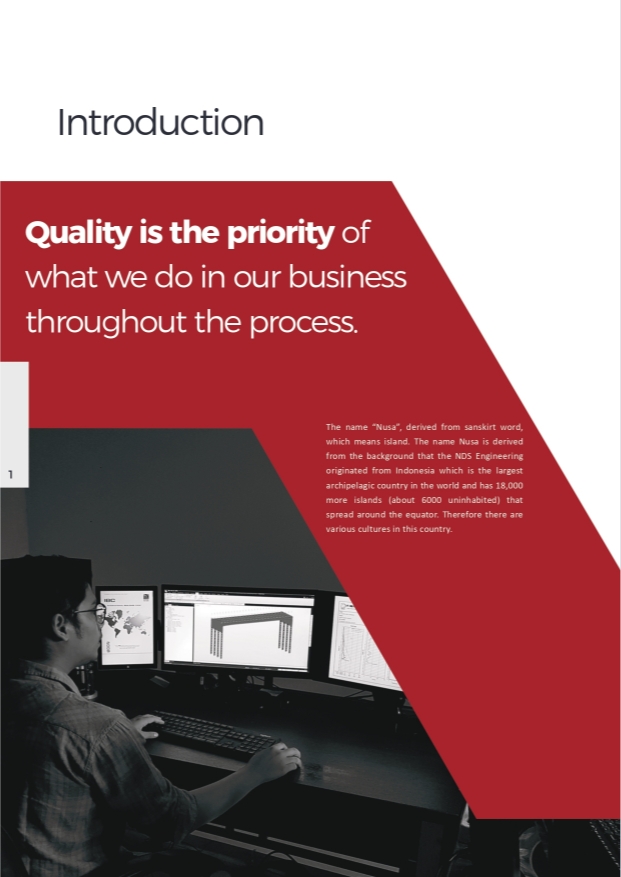 Introduction
Quality is the priority of
what we do in our business
throughout the process.
The name “Nusa”, derived from sanskirt word,
which means island. The name Nusa is derived
from the background that the NDS Engineering
originated from Indonesia which is the largest
archipelagic country in the world and has 18,000
more islands (about 6000 uninhabited) that
spread around the equator. Therefore there are
various cultures in this country.
1